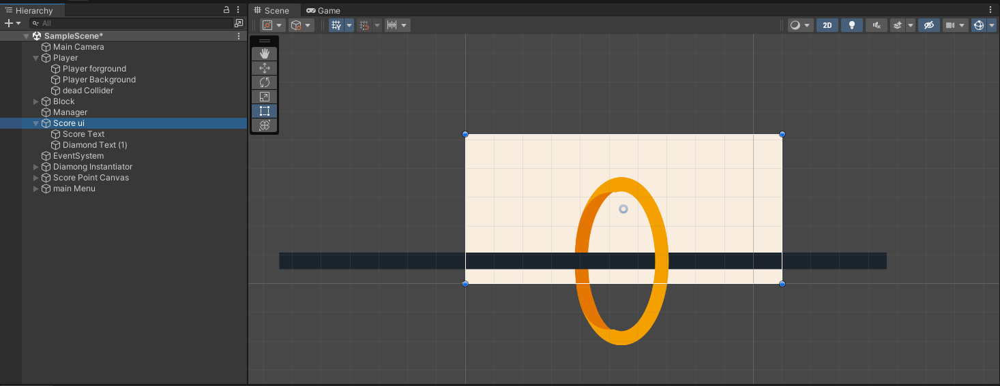 Hierarchy
All
SampleScene*
Main Camera
Player
Player forground
Player Background
dead Collider
Block
Manager
Score ui
Score Text
Diamond Text (1)
EventSystem
Diamong Instantiator
Score Point Canvas
main Menu
Scene
Game
2D